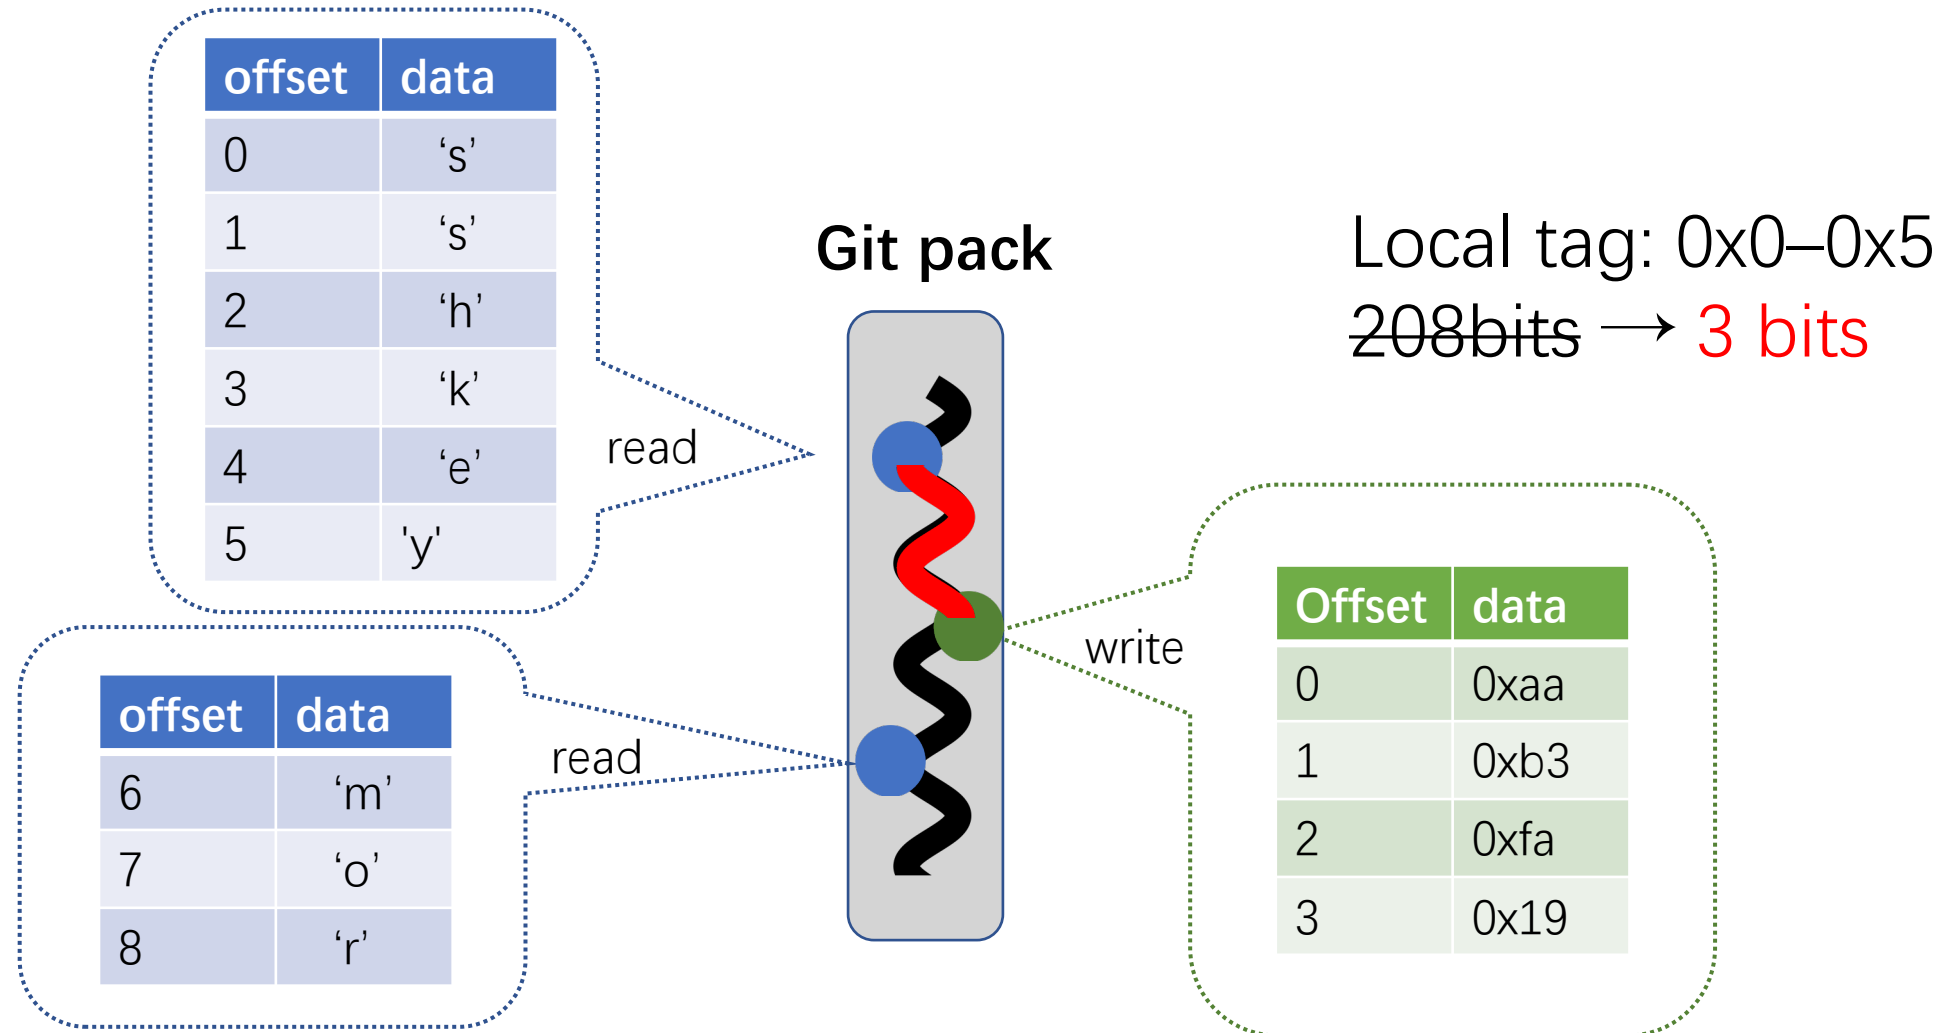 offset data
0 ‘s’
1 ‘s’
2 ‘h’
3 ‘k’
4 ‘e’
5 'y'
read
Git pack
Local tag: 0x0–0x5
208bits → 3 bits
offset data
6 ‘m’
7 ‘o’
8 ‘r’
read
write
Offset data
0 0xaa
1 0xb3
2 0xfa
3 0x19